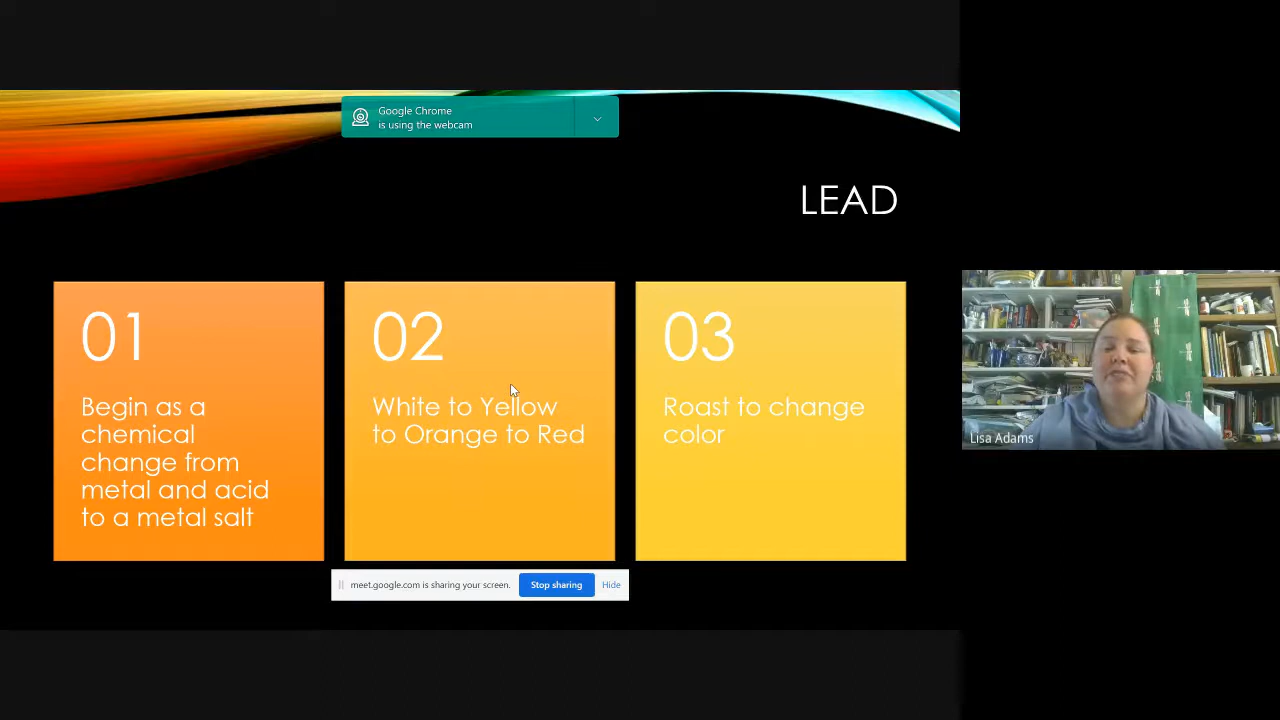 Google Chrome
is using the webcam
LEAD
01
Begin as a
chemical
change from
metal and acid
to a metal salt
02
White to Yellow
to Orange to Red
03
Roast to change
color
Lisa Adams
meet.google.com is sharing your screen.
Stop sharing
Hide